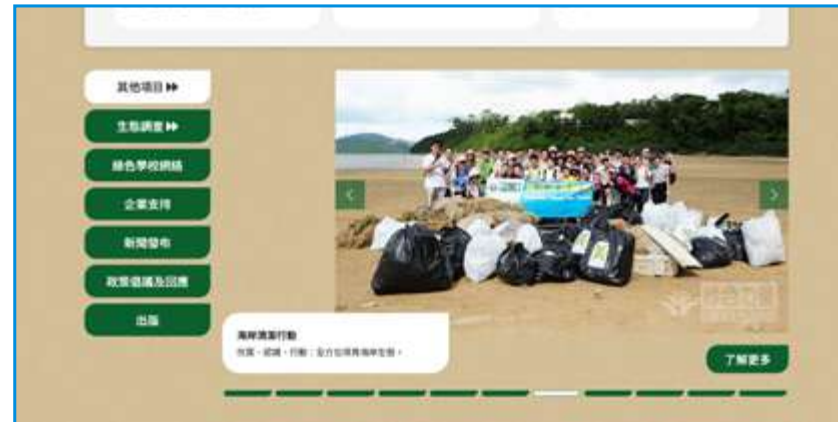 其他項目
生態調查
綠色學校網絡
企業支持
新聞發布
政策倡議及回應
出版
海岸清潔行動
了解更多